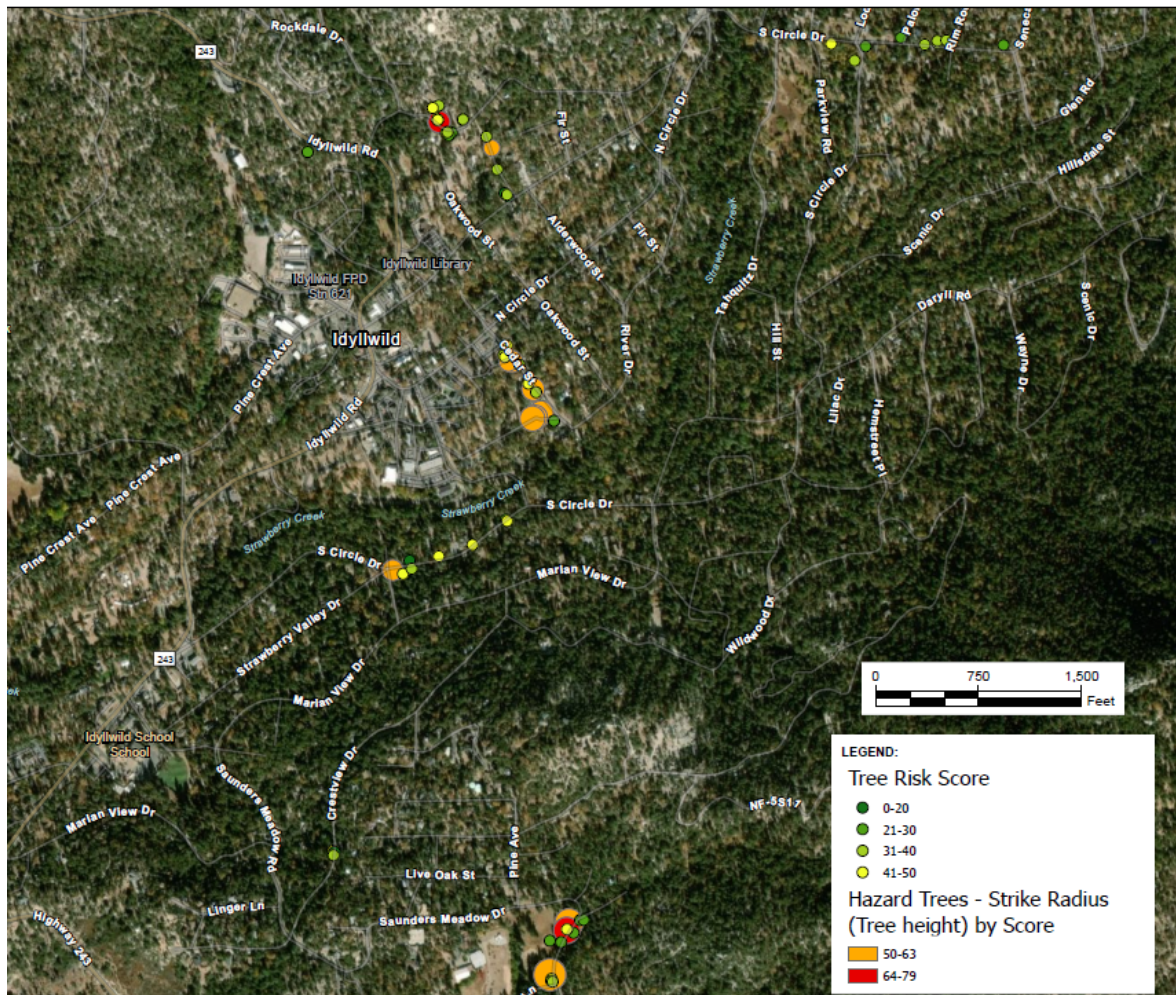 Rockdale Dr
243
S Circle Dr
Rim Roc
Seneca
Parkview Rd
Glen Rd
Fir St
N Circle Dr
Idyllwild Rd
Hillsdale St
S Circle Dr
Oakwood St
Alderwood St
Fir St
Strawberry Creek
Scenic Dr
Idyllwild Library
Idyllwild FPD
Stn 621
Tahquitz Dr
N Circle Dr
Oakwood St
Daryll Rd
Scenic Dr
Idyllwild
River Dr
Hill St
Wayne Dr
Cedar St
Pine Crest Ave
Lilac Dr
Hemstreet Pl
Idyllwild Rd
Pine Crest Ave
Pine Crest Ave
Strawberry Creek
Strawberry Creek
S Circle Dr
S Circle Dr
Marian View Dr
Strawberry Valley Dr
Wildwood Dr
243
Marian View Dr
0 750 1,500
Feet
Idyllwild School
School
LEGEND:
Tree Risk Score
0-20
21-30
31-40
41-50
Hazard Trees - Strike Radius
(Tree height) by Score
50-63
64-79
Crestview Dr
Saunders Meadow Rd
Marian View Dr
NF-5S17
Pine Ave
Live Oak St
Linger Ln
Saunders Meadow Dr
Highway 243
Ln